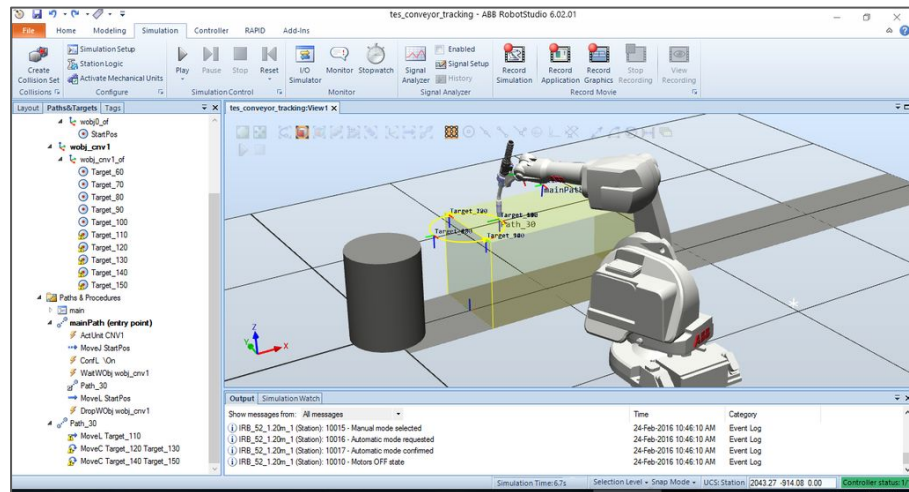 tes_conveyor_tracking - ABB RobotStudio 6.02.01
File Home Modeling Simulation Controller RAPID Add-Ins
Create Collision Set
Simulation Setup
Station Logic
Activate Mechanical Units
Play Pause Stop Reset
I/O Simulator
Monitor Stopwatch
Signal Analyzer
Enabled
Signal Setup
History
Record Simulation
Record Application
Record Graphics
Stop Recording
View Recording
Collisions Configure Simulation Control Monitor Signal Analyzer Record Movie
Layout Paths&Targets Tags
tes_conveyor_tracking:View1
wobj0_of
StartPos
wobj_cnv1
wobj_cnv1_of
Target_60
Target_70
Target_80
Target_90
Target_100
Target_110
Target_120
Target_130
Target_140
Target_150
Paths & Procedures
main
mainPath (entry point)
ActUnit CNV1
MoveJ StartPos
ConfL \On
WaitWObj wobj_cnv1
Path_30
MoveL StartPos
DropWObj wobj_cnv1
Path_30
MoveL Target_110
MoveC Target_120 Target_130
MoveC Target_140 Target_150
mainPath
Path_30
Z
Y
X
ABB
Output Simulation Watch
Show messages from: All messages Time Category
IRB_52_1.20m_1 (Station): 10015 - Manual mode selected 24-Feb-2016 10:46:10 AM Event Log
IRB_52_1.20m_1 (Station): 10016 - Automatic mode requested 24-Feb-2016 10:46:10 AM Event Log
IRB_52_1.20m_1 (Station): 10017 - Automatic mode confirmed 24-Feb-2016 10:46:10 AM Event Log
IRB_52_1.20m_1 (Station): 10010 - Motors OFF state 24-Feb-2016 10:46:10 AM Event Log
Simulation Time: 6.7s Selection Level Snap Mode UCS: Station 2043.27 -914.08 0.00 Controller status: 1/1